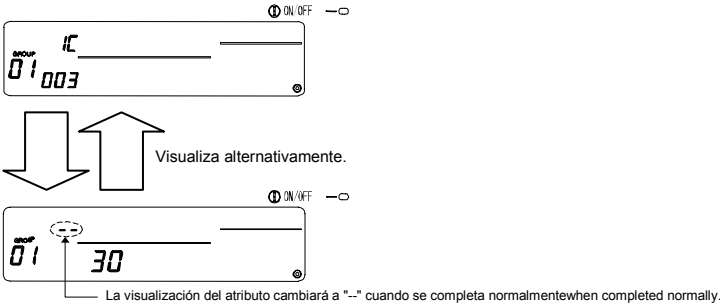 ON/OFF
IC
GROUP
01 003
Visualiza alternativamente.
ON/OFF
--
GROUP
01 30
La visualización del atributo cambiará a "--" cuando se completa normalmentewhen completed normally.